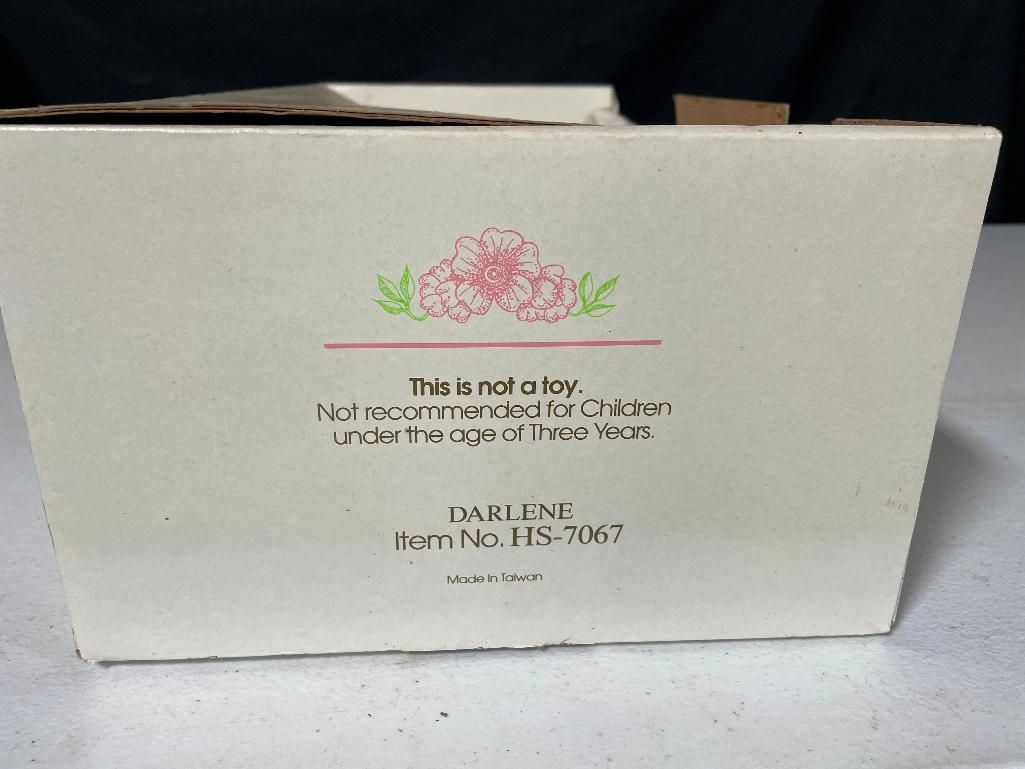 This is not a toy.
Not recommended for Children
under the age of Three Years.
DARLENE
Item No. HS-7067
Made In Taiwan